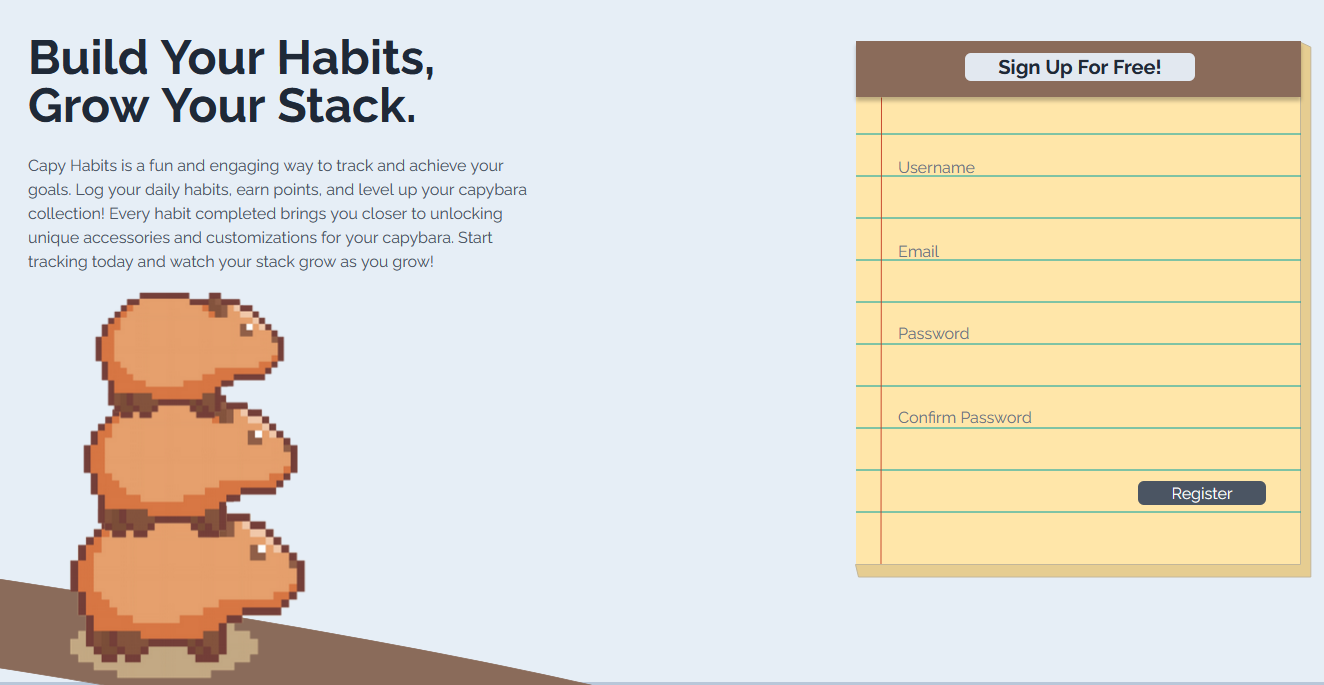 Build Your Habits,
Grow Your Stack.
Capy Habits is a fun and engaging way to track and achieve your
goals. Log your daily habits, earn points, and level up your capybara
collection! Every habit completed brings you closer to unlocking
unique accessories and customizations for your capybara. Start
tracking today and watch your stack grow as you grow!
Sign Up For Free!
Username
Email
Password
Confirm Password
Register